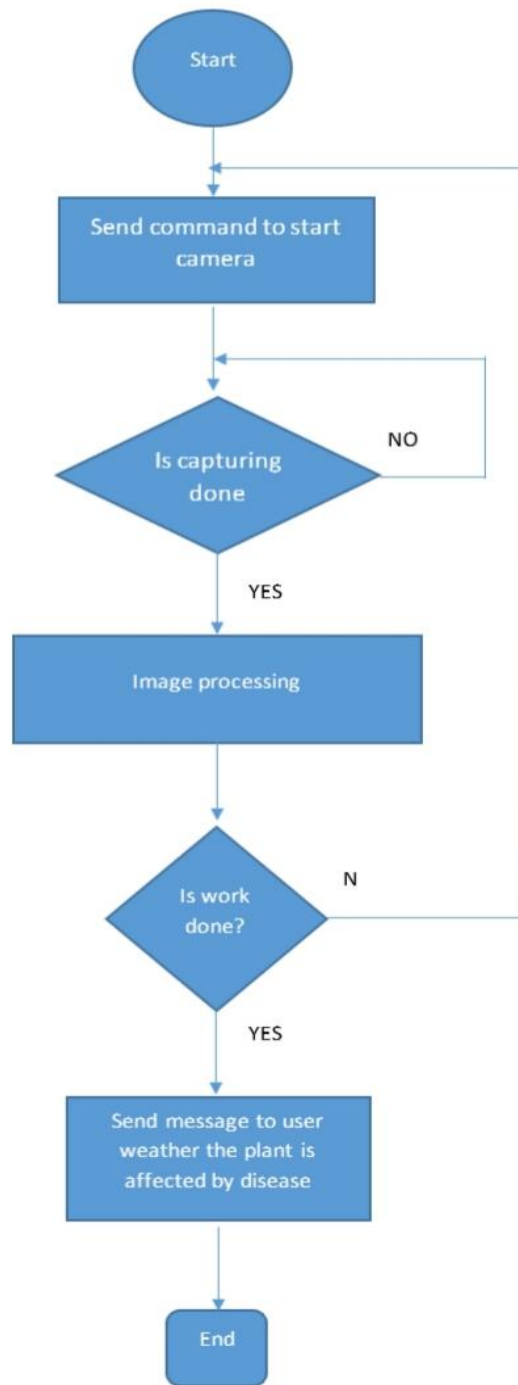 Start
Send command to start
camera
Is capturing
done
NO
YES
Image processing
Is work
done?
N
YES
Send message to user
weather the plant is
affected by disease
End